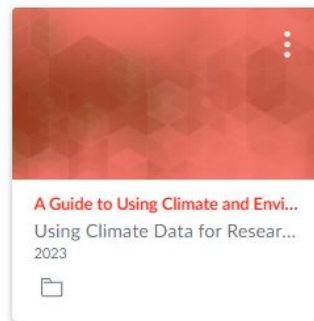 A Guide to Using Climate and Envi...
Using Climate Data for Resear...
2023